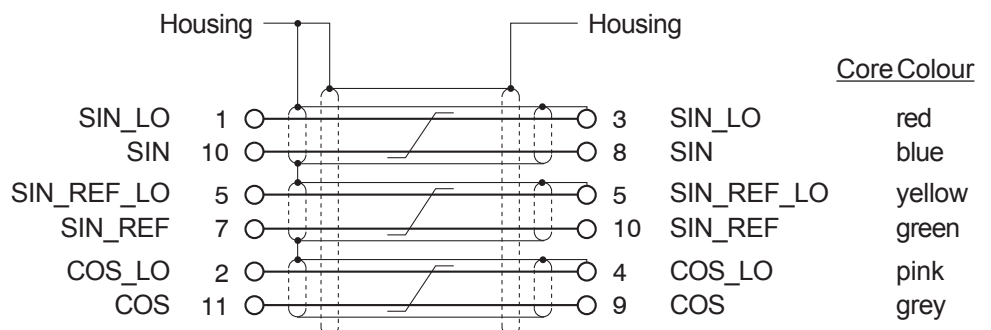 Housing Housing
Core Colour
SIN_LO 1 3 SIN_LO red
SIN 10 8 SIN blue
SIN_REF_LO 5 5 SIN_REF_LO yellow
SIN_REF 7 10 SIN_REF green
COS_LO 2 4 COS_LO pink
COS 11 9 COS grey